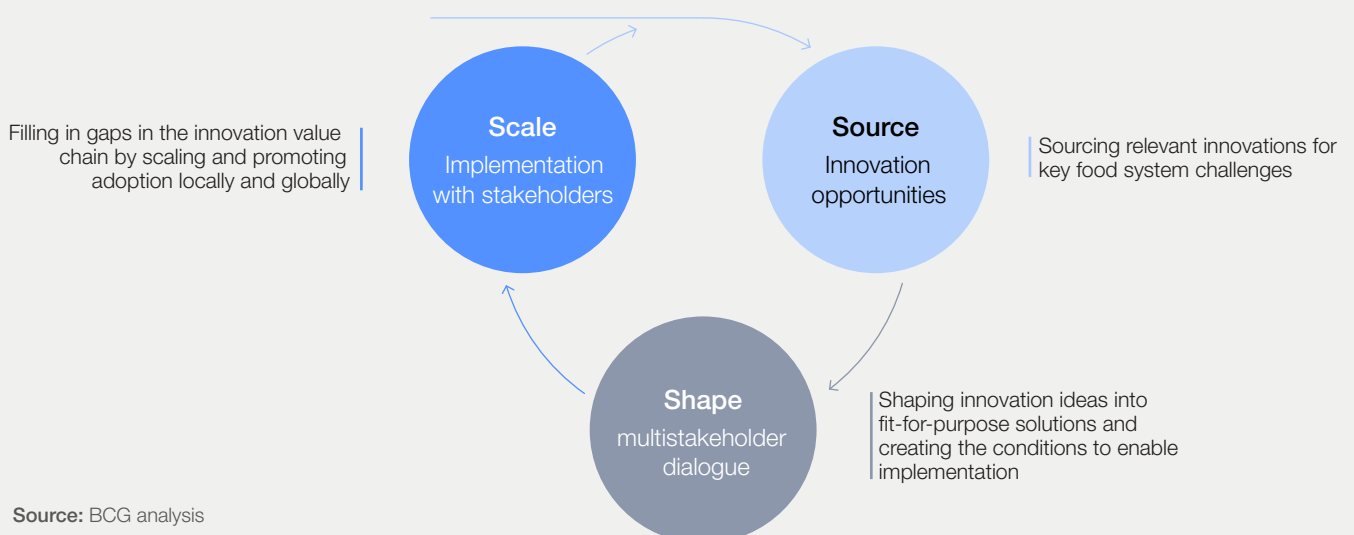 Scale
Implementation
with stakeholders
Filling in gaps in the innovation value
chain by scaling and promoting
adoption locally and globally
Source
Innovation
opportunities
Sourcing relevant innovations for
key food system challenges
Shape
multistakeholder
dialogue
Shaping innovation ideas into
fit-for-purpose solutions and
creating the conditions to enable
implementation
Source: BCG analysis